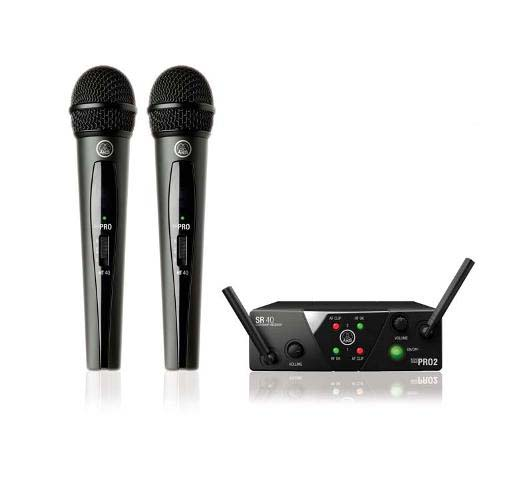 AKG
PRO
HT 40
AKG
PRO
HT 40
SR 40
AF CLIP
RF OK
AKG
RF OK
AF CLIP
VOLUME
VOLUME
ON/OFF
PRO2